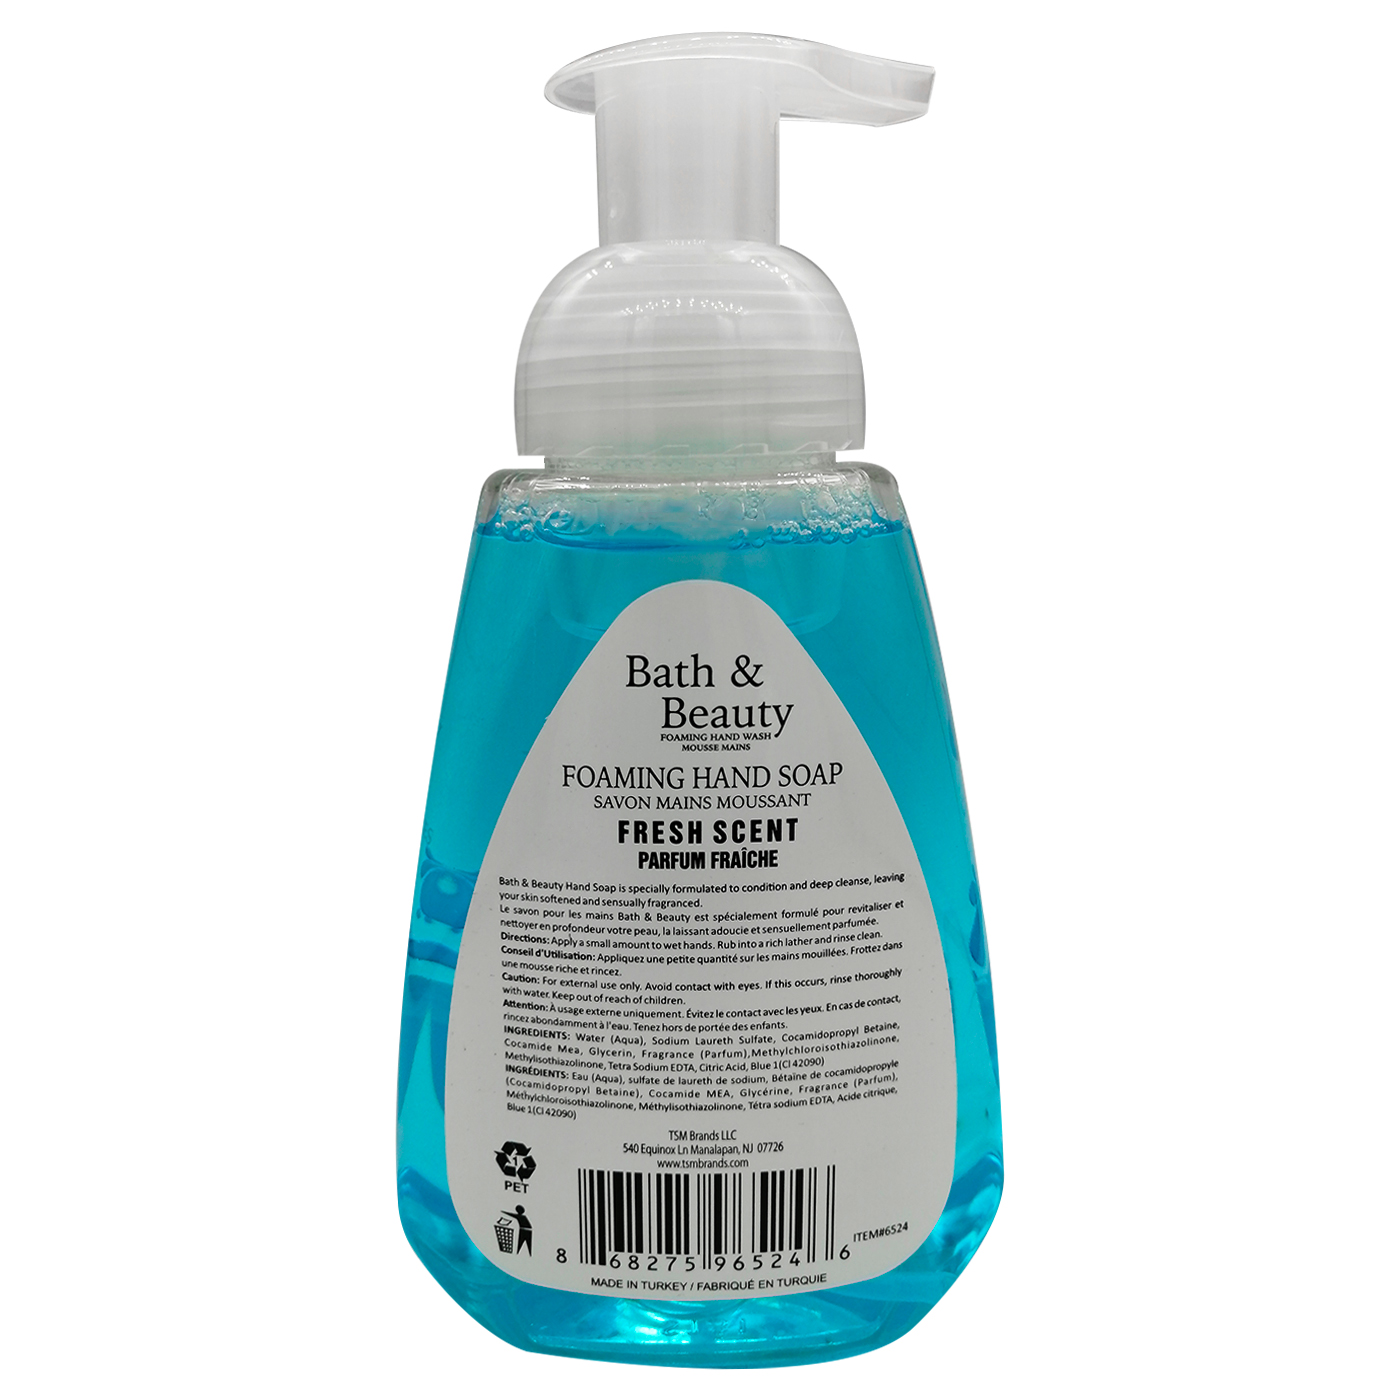 Bath &
Beauty
FOAMING HAND WASH
MOUSSE MAINS
FOAMING HAND SOAP
SAVON MAINS MOUSSANT
FRESH SCENT
PARFUM FRAÎCHE
Bath & Beauty Hand Soap is specially formulated to condition and deep cleanse, leaving
your skin softened and sensually fragranced.
Le savon pour les mains Bath & Beauty est spécialement formulé pour revitaliser et
nettoyer en profondeur votre peau, la laissant adoucie et sensuellement parfumée.
Directions: Apply a small amount to wet hands. Rub into a rich lather and rinse clean.
Conseil d'Utilisation: Appliquez une petite quantité sur les mains mouillées. Frottez dans
une mousse riche et rincez.
Caution: For external use only. Avoid contact with eyes. If this occurs, rinse thoroughly
with water. Keep out of reach of children.
Attention: À usage externe uniquement. Évitez le contact avec les yeux. En cas de contact,
rincez abondamment à l'eau. Tenez hors de portée des enfants.
INGREDIENTS: Water (Aqua), Sodium Laureth Sulfate, Cocamidopropyl Betaine,
Cocamide Mea, Glycerin, Fragrance (Parfum),Methylchloroisothiazolinone,
Methylisothiazolinone, Tetra Sodium EDTA, Citric Acid, Blue 1(CI 42090)
INGRÉDIENTS: Eau (Aqua), sulfate de laureth de sodium, Bétaïne de cocamidopropyle
(Cocamidopropyl Betaine), Cocamide MEA, Glycérine, Fragrance (Parfum),
Méthylchloroisothiazolinone, Méthylisothiazolinone, Tétra sodium EDTA, Acide citrique,
Blue 1(CI 42090)
TSM Brands LLC
540 Equinox Ln Manalapan, NJ 07726
www.tsmbrands.com
1
PET
ITEM#6524
8 68275 96524 6
MADE IN TURKEY / FABRIQUÉ EN TURQUIE